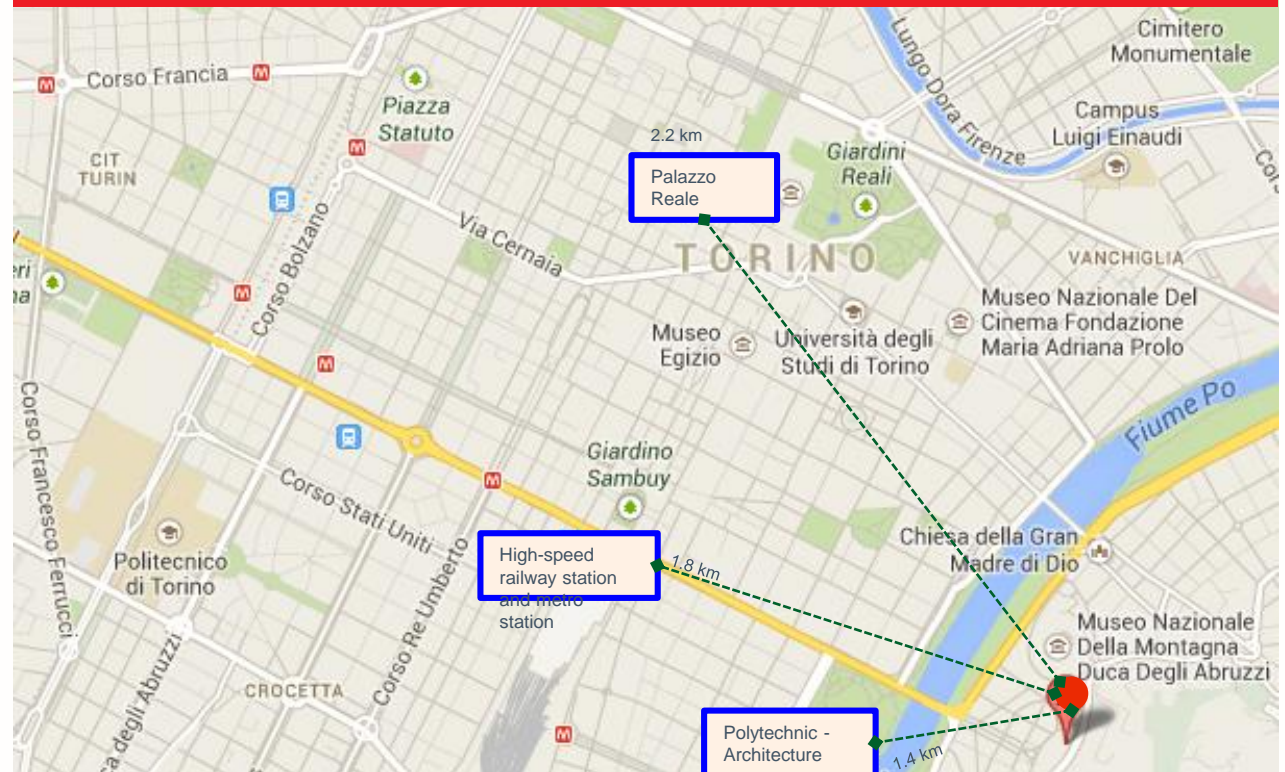 Cimitero
Monumentale
Lungo Dora Firenze
Corso Francia
M
M
Piazza
Statuto
Campus
Luigi Einaudi
2.2 km
M
Giardini
Reali
CIT
TURIN
Palazzo
Reale
Via Cernaia
Corso Bolzano
TORINO
VANCHIGLIA
M
Museo Nazionale Del
Cinema Fondazione
Maria Adriana Prolo
Museo
Egizio
Università degli
Studi di Torino
M
Corso Francesco Ferrucci
Fiume Po
Giardino
Sambuy
M
Corso Stati Uniti
Chiesa della Gran
Madre di Dio
High-speed
railway station
and metro
station
1.8 km
Politecnico
di Torino
Corso Re Umberto
Museo Nazionale
Della Montagna
Duca Degli Abruzzi
CROCETTA
degli Abruzzi
M
Polytechnic -
Architecture
1.4 km